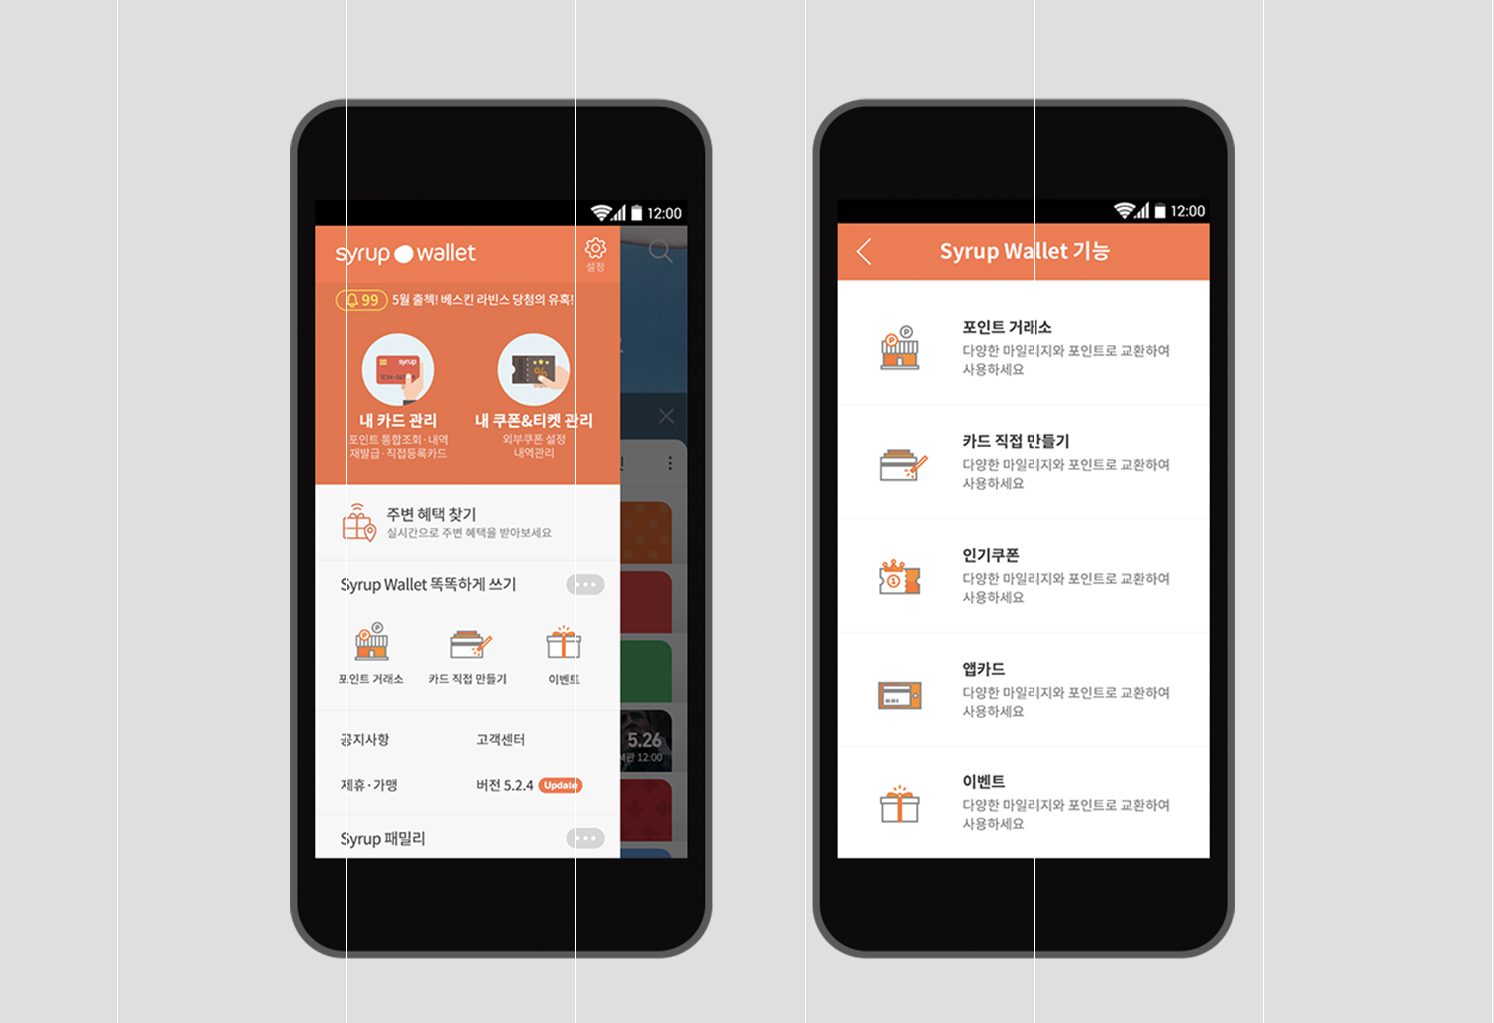 12:00
syrup wallet
설정
99 5월 출첵! 베스킨 라빈스 당첨의 유혹!
syrup
내 카드 관리
포인트 통합조회·내역
재발급·직접등록카드
%
내 쿠폰&티켓 관리
외부쿠폰 설정
내역관리
주변 혜택 찾기
실시간으로 주변 혜택을 받아보세요
Syrup Wallet 똑똑하게 쓰기
포인트 거래소
카드 직접 만들기
이벤트
공지사항
고객센터
제휴·가맹
버전 5.2.4 Update
Syrup 패밀리
5.26
12:00
12:00
Syrup Wallet 기능
포인트 거래소
다양한 마일리지와 포인트로 교환하여
사용하세요
카드 직접 만들기
다양한 마일리지와 포인트로 교환하여
사용하세요
인기쿠폰
다양한 마일리지와 포인트로 교환하여
사용하세요
앱카드
다양한 마일리지와 포인트로 교환하여
사용하세요
이벤트
다양한 마일리지와 포인트로 교환하여
사용하세요